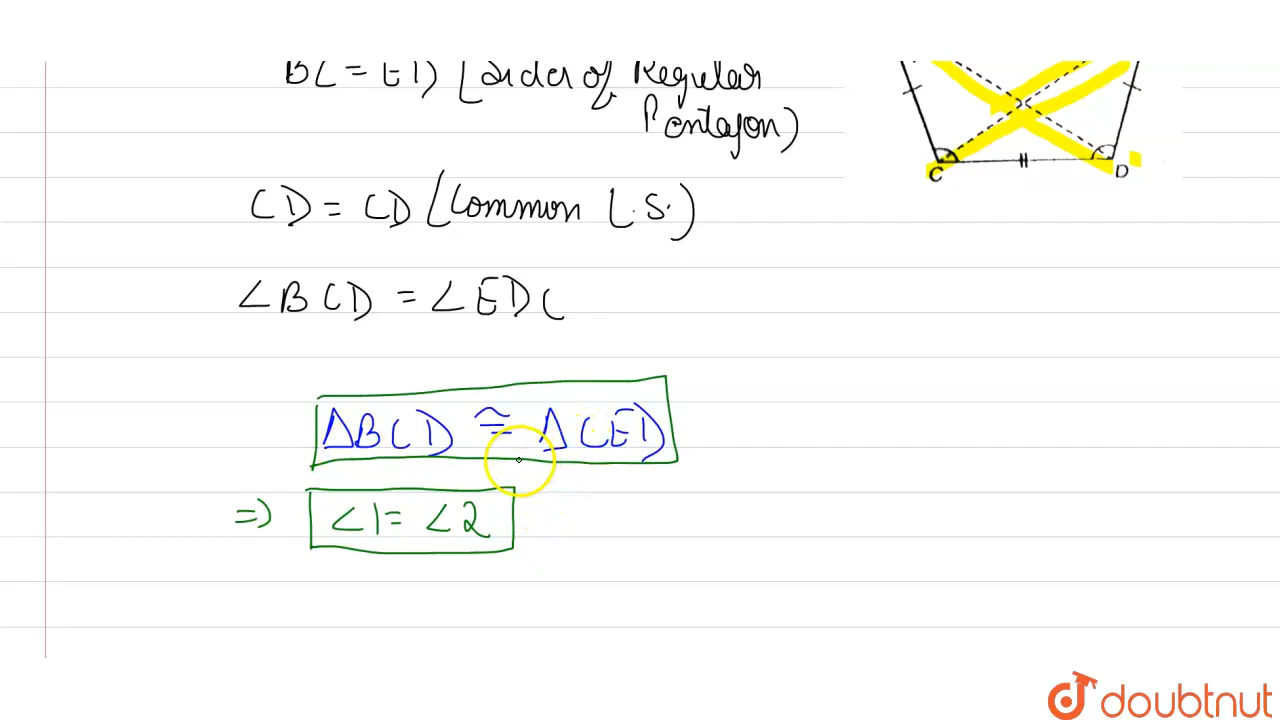 BC = ED [Sides of Regular
Pentagon)
CD = CD (Common L.S.)
∠BCD = ∠EDC
ΔBCD ≅ ΔCED
⇒ ∠1 = ∠2
C
D
doubtnut